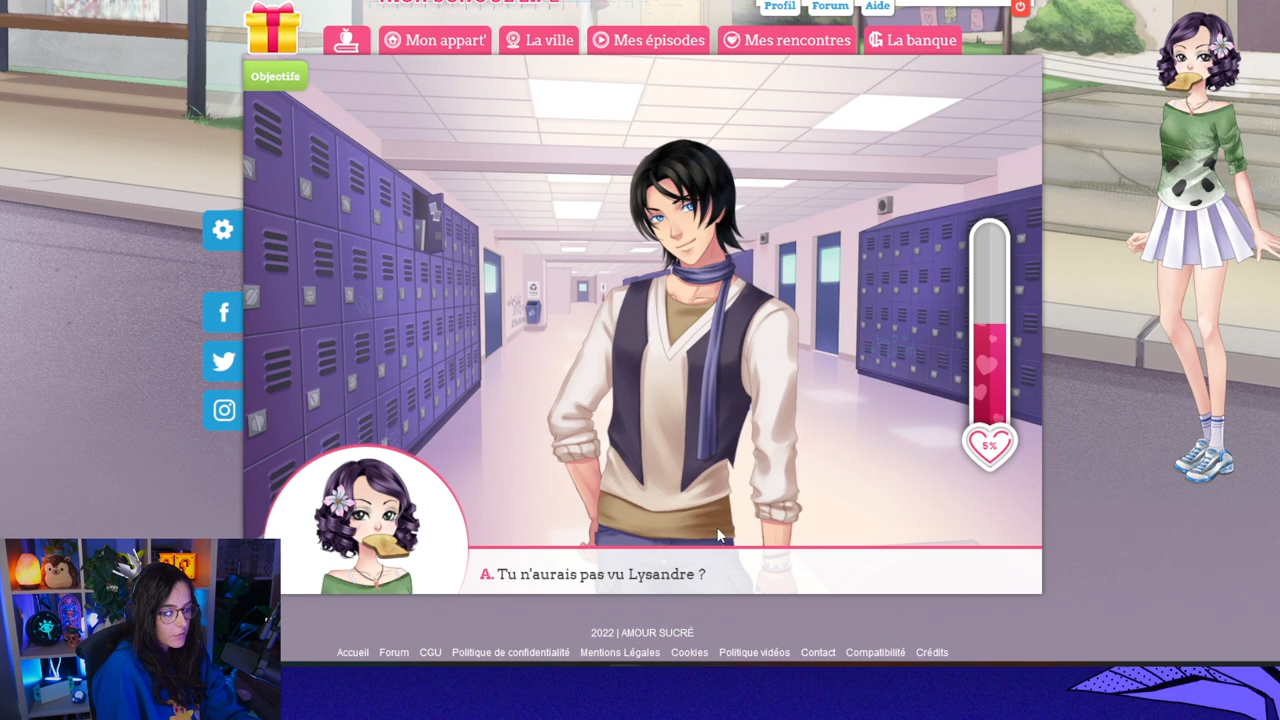 Profil
Forum
Aide
Mon appart'
La ville
Mes épisodes
Mes rencontres
La banque
Objectifs
5%
A. Tu n'aurais pas vu Lysandre ?
2022 | AMOUR SUCRÉ
Accueil Forum CGU Politique de confidentialité Mentions Légales Cookies Politique vidéos Contact Compatibilité Crédits